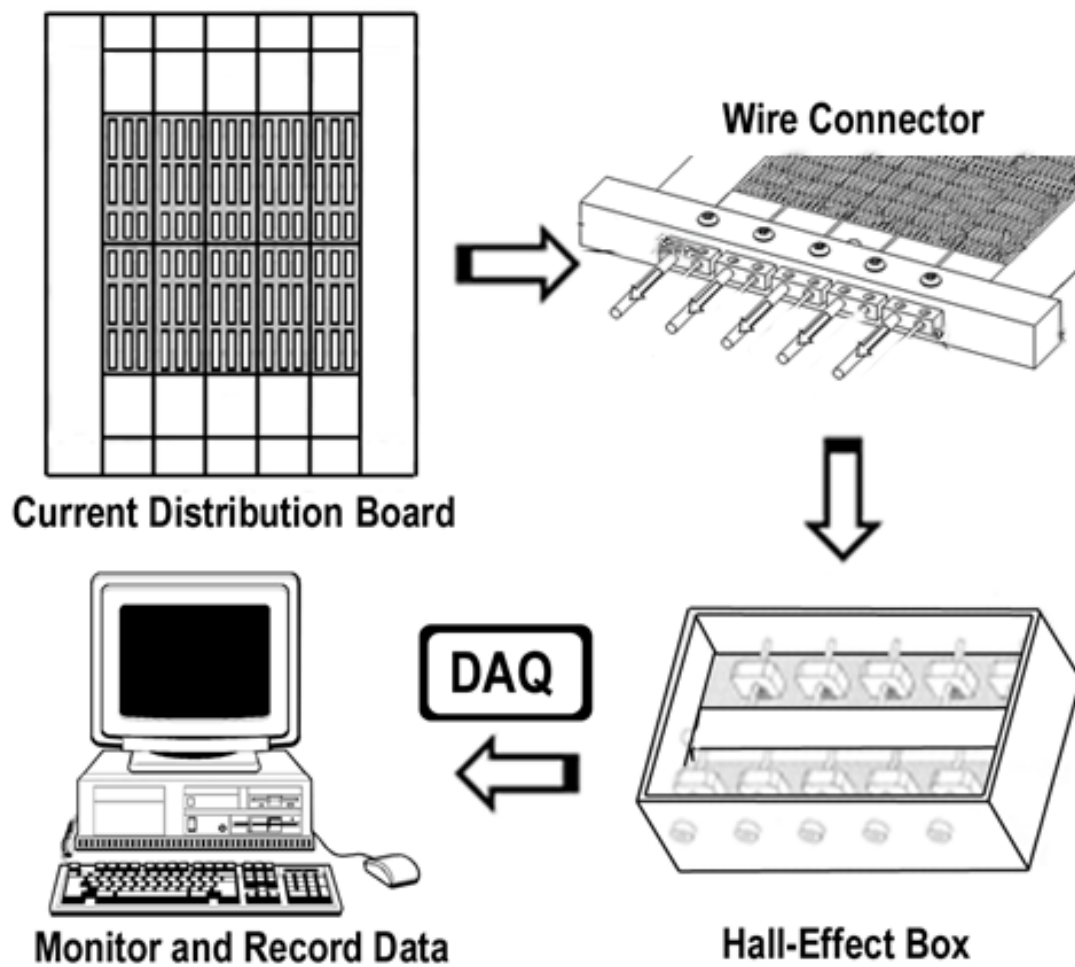 Wire Connector
Current Distribution Board
DAQ
Monitor and Record Data
Hall-Effect Box